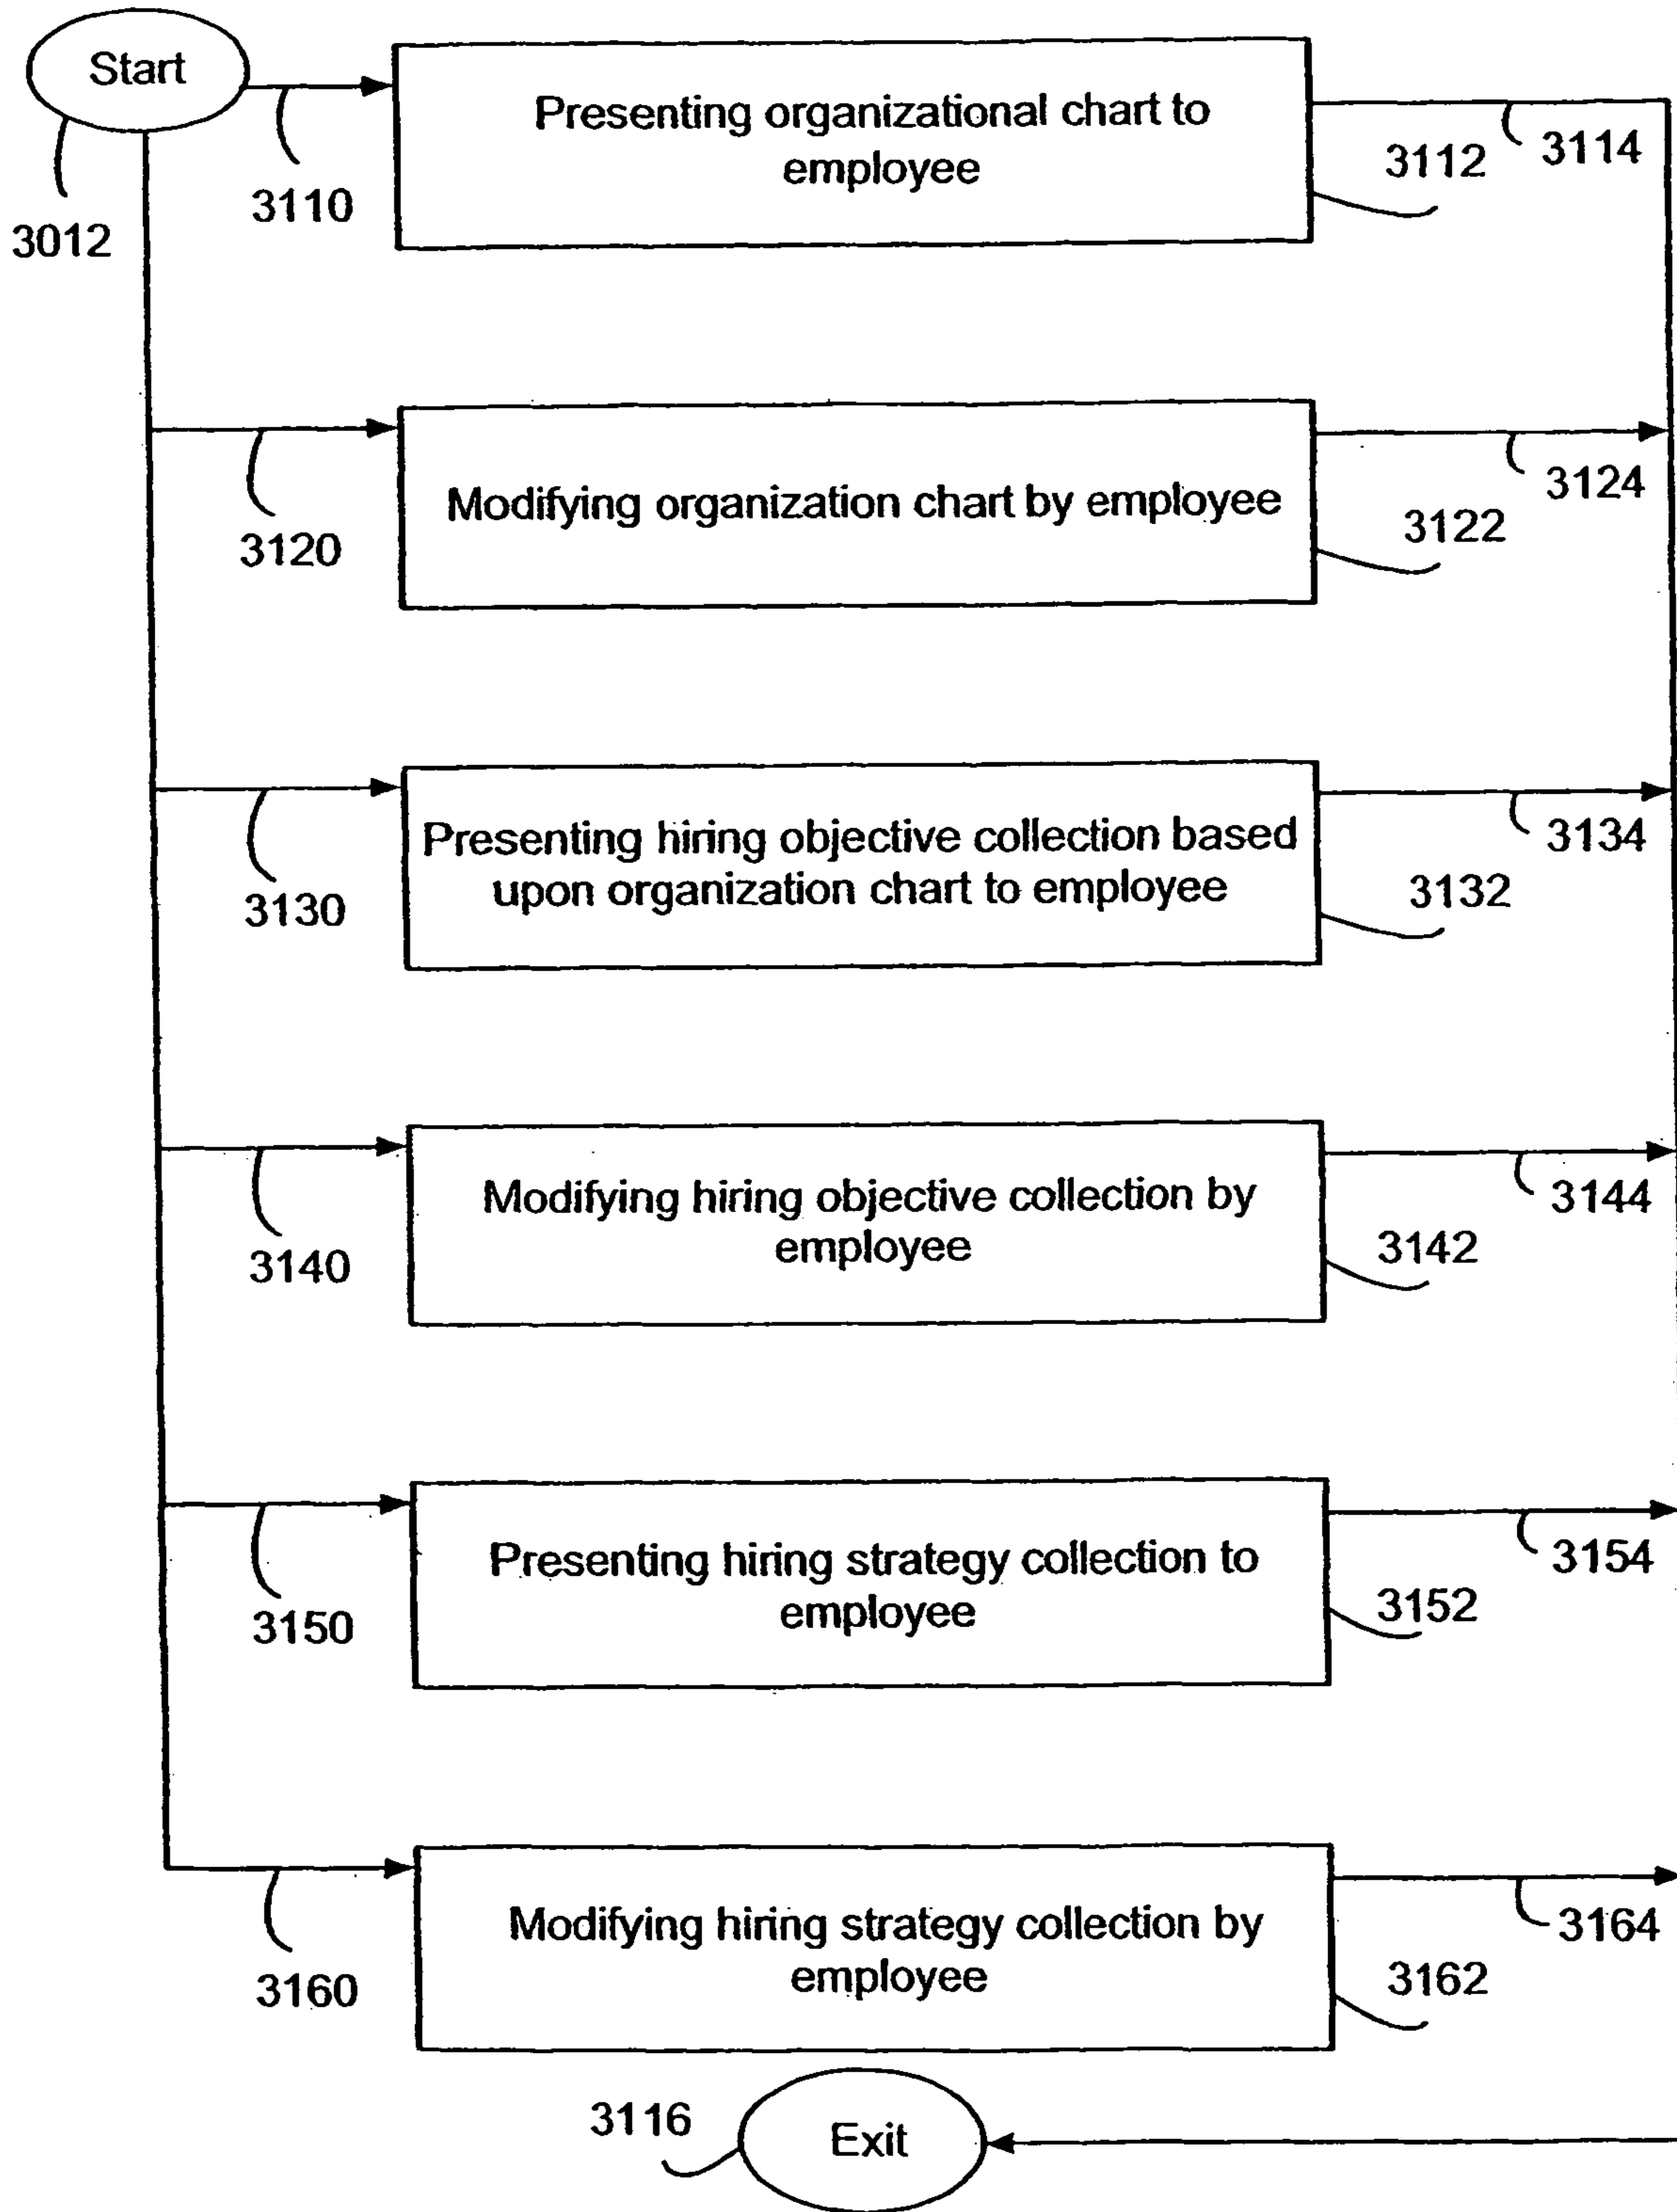 Start
3012
3110
Presenting organizational chart to
employee
3112
3114
3120
Modifying organization chart by employee
3122
3124
3130
Presenting hiring objective collection based
upon organization chart to employee
3132
3134
3140
Modifying hiring objective collection by
employee
3142
3144
3150
Presenting hiring strategy collection to
employee
3152
3154
3160
Modifying hiring strategy collection by
employee
3162
3164
3116
Exit